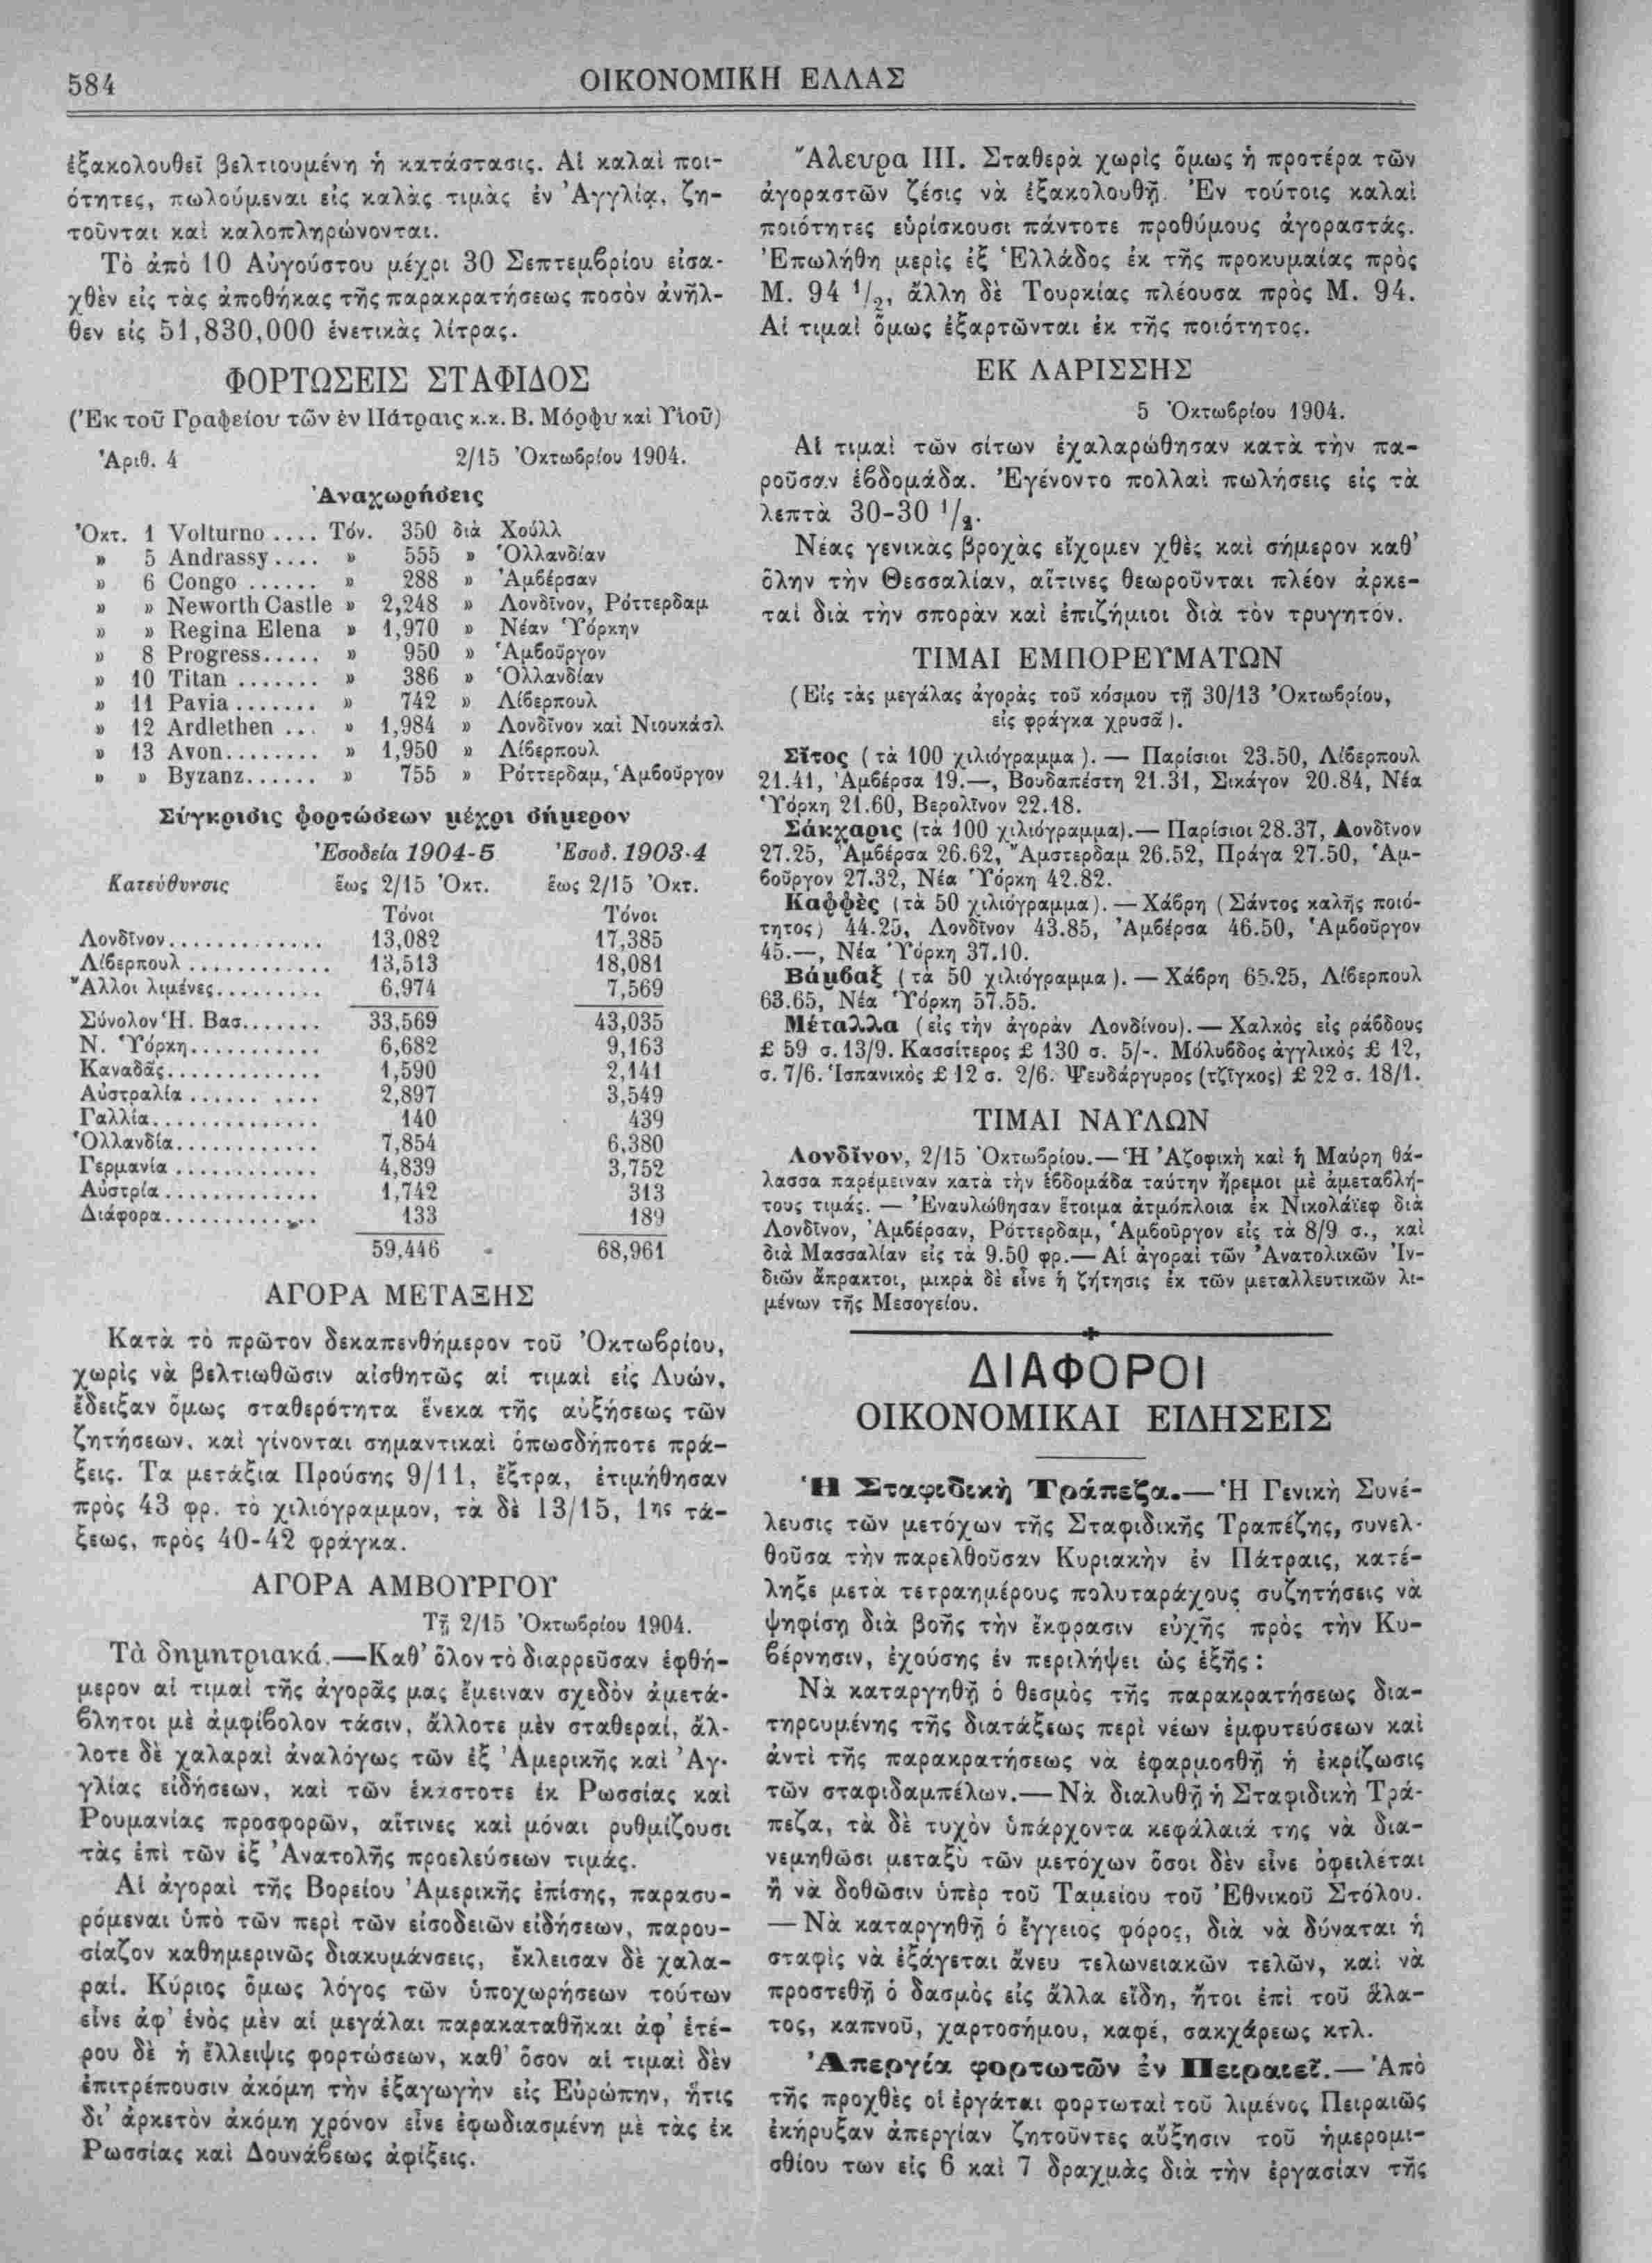 584
ΟΙΚΟΝΟΜΙΚΗ ΕΛΛΑΣ
ἐξακολουθεῖ βελτιουμένη ἡ κατάστασις. Αἱ καλαὶ ποι-
ότητες, πωλούμεναι εἰς καλὰς τιμὰς ἐν Ἀγγλίᾳ, ζη-
τοῦνται καὶ καλοπληρώνονται.
Τὸ ἀπὸ 10 Αὐγούστου μέχρι 30 Σεπτεμβρίου εἰσα-
χθὲν εἰς τὰς ἀποθήκας τῆς παρακρατήσεως ποσὸν ἀνῆλ-
θεν εἰς 51,830,000 ἑνετικὰς λίτρας.
ΦΟΡΤΩΣΕΙΣ ΣΤΑΦΙΔΟΣ
(Ἐκ τοῦ Γραφείου τῶν ἐν Πάτραις κ.κ. Β. Μόρφυ καὶ Υἱοῦ)
Ἀριθ. 4 2/15 Ὀκτωβρίου 1904.
Ἀναχωρήσεις
Ὀκτ. 1 Volturno .... Τόν. 350 διὰ Χούλλ
» 5 Andrassy.... » 555 » Ὁλλανδίαν
» 6 Congo ...... » 288 » Ἀμβέρσαν
» » Neworth Castle » 2,248 » Λονδῖνον, Ρόττερδαμ
» » Regina Elena » 1,970 » Νέαν Ὑόρκην
» 8 Progress..... » 950 » Ἁμβοῦργον
» 10 Titan ....... » 386 » Ὁλλανδίαν
» 11 Pavia ....... » 742 » Λίβερπουλ
» 12 Ardlethen ... » 1,984 » Λονδῖνον καὶ Νιουκάσλ
» 13 Avon........ » 1,950 » Λίβερπουλ
» » Byzanz...... » 755 » Ρόττερδαμ, Ἁμβοῦργον
Σύγκρισις φορτώσεων μέχρι σήμερον
Ἐσοδεία 1904-5 Ἐσοδ. 1903-4
Κατεύθυνσις ἕως 2/15 Ὀκτ. ἕως 2/15 Ὀκτ.
Τόνοι Τόνοι
Λονδῖνον............. 13,082 17,385
Λίβερπουλ ............ 13,513 18,081
Ἄλλοι λιμένες......... 6,974 7,569
Σύνολον Ἡ. Βασ....... 33,569 43,035
Ν. Ὑόρκη........... 6,682 9,163
Καναδᾶς............. 1,590 2,141
Αὐστραλία .......... 2,897 3,549
Γαλλία.............. 140 439
Ὁλλανδία............ 7,854 6,380
Γερμανία ............ 4,839 3,752
Αὐστρία ............. 1,742 313
Διάφορα............. 133 189
59,446 68,961
ΑΓΟΡΑ ΜΕΤΑΞΗΣ
Κατὰ τὸ πρῶτον δεκαπενθήμερον τοῦ Ὀκτωβρίου,
χωρὶς νὰ βελτιωθῶσιν αἰσθητῶς αἱ τιμαὶ εἰς Λυών,
ἔδειξαν ὅμως σταθερότητα ἕνεκα τῆς αὐξήσεως τῶν
ζητήσεων, καὶ γίνονται σημαντικαὶ ὁπωσδήποτε πρά-
ξεις. Τα μετάξια Προύσης 9/11, ἔξτρα, ἐτιμήθησαν
πρὸς 43 φρ. τὸ χιλιόγραμμον, τὰ δὲ 13/15, 1ης τά-
ξεως, πρὸς 40-42 φράγκα.
ΑΓΟΡΑ ΑΜΒΟΥΡΓΟΥ
Τῇ 2/15 Ὀκτωβρίου 1904.
Τὰ δημητριακά.—Καθ' ὅλον τὸ διαρρεῦσαν ἑφθή-
μερον αἱ τιμαὶ τῆς ἀγορᾶς μας ἔμειναν σχεδὸν ἀμετά-
βλητοι μὲ ἀμφίβολον τάσιν, ἄλλοτε μὲν σταθεραί, ἄλ-
λοτε δὲ χαλαραὶ ἀναλόγως τῶν ἐξ Ἀμερικῆς καὶ Ἀγ-
γλίας εἰδήσεων, καὶ τῶν ἑκάστοτε ἐκ Ρωσσίας καὶ
Ρουμανίας προσφορῶν, αἵτινες καὶ μόναι ρυθμίζουσι
τὰς ἐπὶ τῶν ἐξ Ἀνατολῆς προελεύσεων τιμάς.
Αἱ ἀγοραὶ τῆς Βορείου Ἀμερικῆς ἐπίσης, παρασυ-
ρόμεναι ὑπὸ τῶν περὶ τῶν εἰσοδειῶν εἰδήσεων, παρου-
σίαζον καθημερινῶς διακυμάνσεις, ἔκλεισαν δὲ χαλα-
ραί. Κύριος ὅμως λόγος τῶν ὑποχωρήσεων τούτων
εἶνε ἀφ' ἑνὸς μὲν αἱ μεγάλαι παρακαταθῆκαι ἀφ' ἑτέ-
ρου δὲ ἡ ἔλλειψις φορτώσεων, καθ' ὅσον αἱ τιμαὶ δὲν
ἐπιτρέπουσιν ἀκόμη τὴν ἐξαγωγὴν εἰς Εὐρώπην, ἥτις
δι' ἀρκετὸν ἀκόμη χρόνον εἶνε ἐφωδιασμένη μὲ τὰς ἐκ
Ρωσσίας καὶ Δουνάβεως ἀφίξεις.
Ἄλευρα III. Σταθερὰ χωρὶς ὅμως ἡ προτέρα τῶν
ἀγοραστῶν ζέσις νὰ ἐξακολουθῇ. Ἐν τούτοις καλαὶ
ποιότητες εὑρίσκουσι πάντοτε προθύμους ἀγοραστάς.
Ἐπωλήθη μερὶς ἐξ Ἑλλάδος ἐκ τῆς προκυμαίας πρὸς
Μ. 94 1/2, ἄλλη δὲ Τουρκίας πλέουσα πρὸς Μ. 94.
Αἱ τιμαὶ ὅμως ἐξαρτῶνται ἐκ τῆς ποιότητος.
ΕΚ ΛΑΡΙΣΣΗΣ
5 Ὀκτωβρίου 1904.
Αἱ τιμαὶ τῶν σίτων ἐχαλαρώθησαν κατὰ τὴν πα-
ροῦσαν ἑβδομάδα. Ἐγένοντο πολλαὶ πωλήσεις εἰς τὰ
λεπτὰ 30-30 1/2.
Νέας γενικὰς βροχὰς εἴχομεν χθὲς καὶ σήμερον καθ'
ὅλην τὴν Θεσσαλίαν, αἵτινες θεωροῦνται πλέον ἀρκε-
ταὶ διὰ τὴν σπορὰν καὶ ἐπιζήμιοι διὰ τὸν τρυγητόν.
ΤΙΜΑΙ ΕΜΠΟΡΕΥΜΑΤΩΝ
(Εἰς τὰς μεγάλας ἀγορὰς τοῦ κόσμου τῇ 30/13 Ὀκτωβρίου,
εἰς φράγκα χρυσᾶ).
Σῖτος (τὰ 100 χιλιόγραμμα). — Παρίσιοι 23.50, Λίβερπουλ
21.41, Ἀμβέρσα 19.—, Βουδαπέστη 21.31, Σικάγον 20.84, Νέα
Ὑόρκη 21.60, Βερολῖνον 22.18.
Σάκχαρις (τὰ 100 χιλιόγραμμα).— Παρίσιοι 28.37, Λονδῖνον
27.25, Ἀμβέρσα 26.62, Ἄμστερδαμ 26.52, Πράγα 27.50, Ἁμ-
βοῦργον 27.32, Νέα Ὑόρκη 42.82.
Καφφὲς (τὰ 50 χιλιόγραμμα). — Χάβρη (Σάντος καλῆς ποιό-
τητος) 44.25, Λονδῖνον 43.85, Ἀμβέρσα 46.50, Ἁμβοῦργον
45.—, Νέα Ὑόρκη 37.10.
Βάμβαξ (τὰ 50 χιλιόγραμμα). — Χάβρη 65.25, Λίβερπουλ
63.65, Νέα Ὑόρκη 57.55.
Μέταλλα (εἰς τὴν ἀγορὰν Λονδίνου). — Χαλκὸς εἰς ράβδους
£ 59 σ. 13/9. Κασσίτερος £ 130 σ. 5/-. Μόλυβδος ἀγγλικὸς £ 12,
σ. 7/6. Ἰσπανικὸς £ 12 σ. 2/6. Ψευδάργυρος (τζῖγκος) £ 22 σ. 18/1.
ΤΙΜΑΙ ΝΑΥΛΩΝ
Λονδῖνον, 2/15 Ὀκτωβρίου.— Ἡ Ἀζοφικὴ καὶ ἡ Μαύρη θά-
λασσα παρέμειναν κατὰ τὴν ἑβδομάδα ταύτην ἤρεμοι μὲ ἀμεταβλή-
τους τιμάς. — Ἐναυλώθησαν ἕτοιμα ἀτμόπλοια ἐκ Νικολάϊεφ διὰ
Λονδῖνον, Ἀμβέρσαν, Ρόττερδαμ, Ἁμβοῦργον εἰς τὰ 8/9 σ., καὶ
διὰ Μασσαλίαν εἰς τὰ 9.50 φρ.— Αἱ ἀγοραὶ τῶν Ἀνατολικῶν Ἰν-
διῶν ἄπρακτοι, μικρὰ δὲ εἶνε ἡ ζήτησις ἐκ τῶν μεταλλευτικῶν λι-
μένων τῆς Μεσογείου.
ΔΙΑΦΟΡΟΙ
ΟΙΚΟΝΟΜΙΚΑΙ ΕΙΔΗΣΕΙΣ
Ἡ Σταφιδικὴ Τράπεζα.— Ἡ Γενικὴ Συνέ-
λευσις τῶν μετόχων τῆς Σταφιδικῆς Τραπέζης, συνελ-
θοῦσα τὴν παρελθοῦσαν Κυριακὴν ἐν Πάτραις, κατέ-
ληξε μετὰ τετραημέρους πολυταράχους συζητήσεις νὰ
ψηφίσῃ διὰ βοῆς τὴν ἔκφρασιν εὐχῆς πρὸς τὴν Κυ-
βέρνησιν, ἐχούσης ἐν περιλήψει ὡς ἑξῆς:
Νὰ καταργηθῇ ὁ θεσμὸς τῆς παρακρατήσεως δια-
τηρουμένης τῆς διατάξεως περὶ νέων ἐμφυτεύσεων καὶ
ἀντὶ τῆς παρακρατήσεως νὰ ἐφαρμοσθῇ ἡ ἐκρίζωσις
τῶν σταφιδαμπέλων.— Νὰ διαλυθῇ ἡ Σταφιδικὴ Τρά-
πεζα, τὰ δὲ τυχὸν ὑπάρχοντα κεφάλαιά της νὰ δια-
νεμηθῶσι μεταξὺ τῶν μετόχων ὅσοι δὲν εἶνε ὀφειλέται
ἢ νὰ δοθῶσιν ὑπὲρ τοῦ Ταμείου τοῦ Ἐθνικοῦ Στόλου.
— Νὰ καταργηθῇ ὁ ἔγγειος φόρος, διὰ νὰ δύναται ἡ
σταφὶς νὰ ἐξάγεται ἄνευ τελωνειακῶν τελῶν, καὶ νὰ
προστεθῇ ὁ δασμὸς εἰς ἄλλα εἴδη, ἤτοι ἐπὶ τοῦ ἅλα-
τος, καπνοῦ, χαρτοσήμου, καφέ, σακχάρεως κτλ.
Ἀπεργία φορτωτῶν ἐν Πειραιεῖ.— Ἀπὸ
τῆς προχθὲς οἱ ἐργάται φορτωταὶ τοῦ λιμένος Πειραιῶς
ἐκήρυξαν ἀπεργίαν ζητοῦντες αὔξησιν τοῦ ἡμερομι-
σθίου των εἰς 6 καὶ 7 δραχμὰς διὰ τὴν ἐργασίαν τῆς